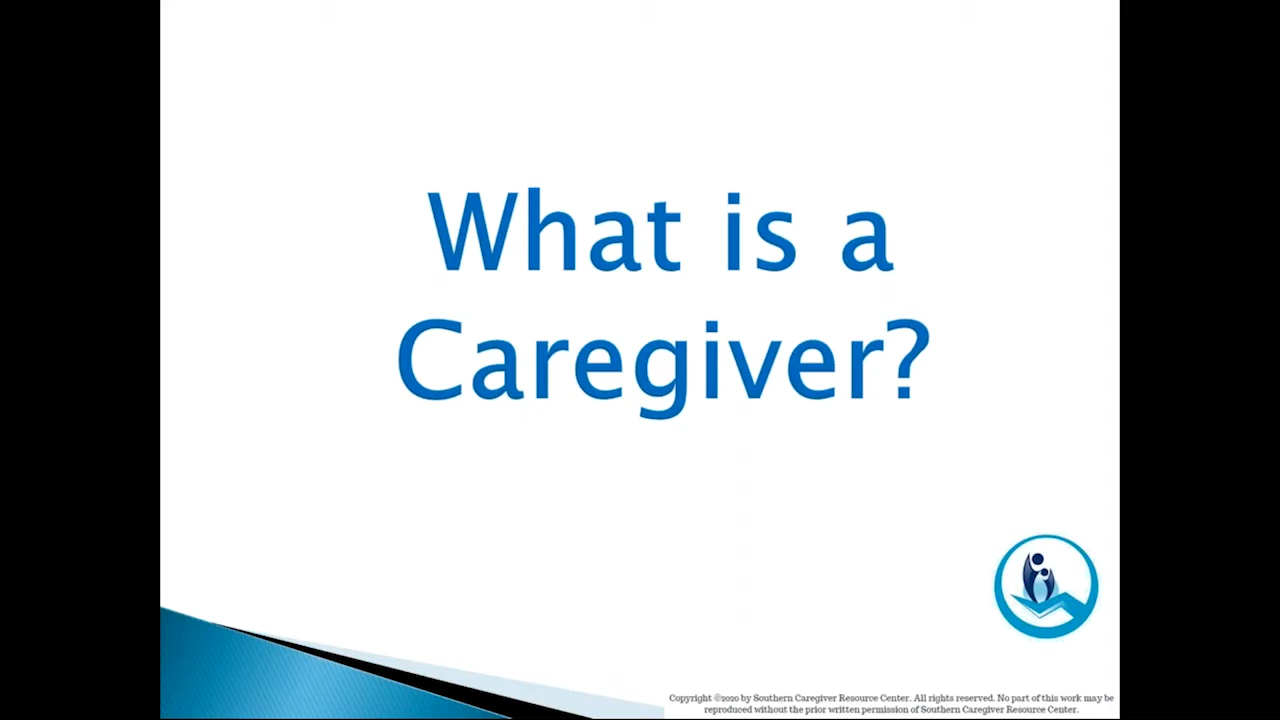 What is a
Caregiver?
Copyright ©2020 by Southern Caregiver Resource Center. All rights reserved. No part of this work may be
reproduced without the prior written permission of Southern Caregiver Resource Center.